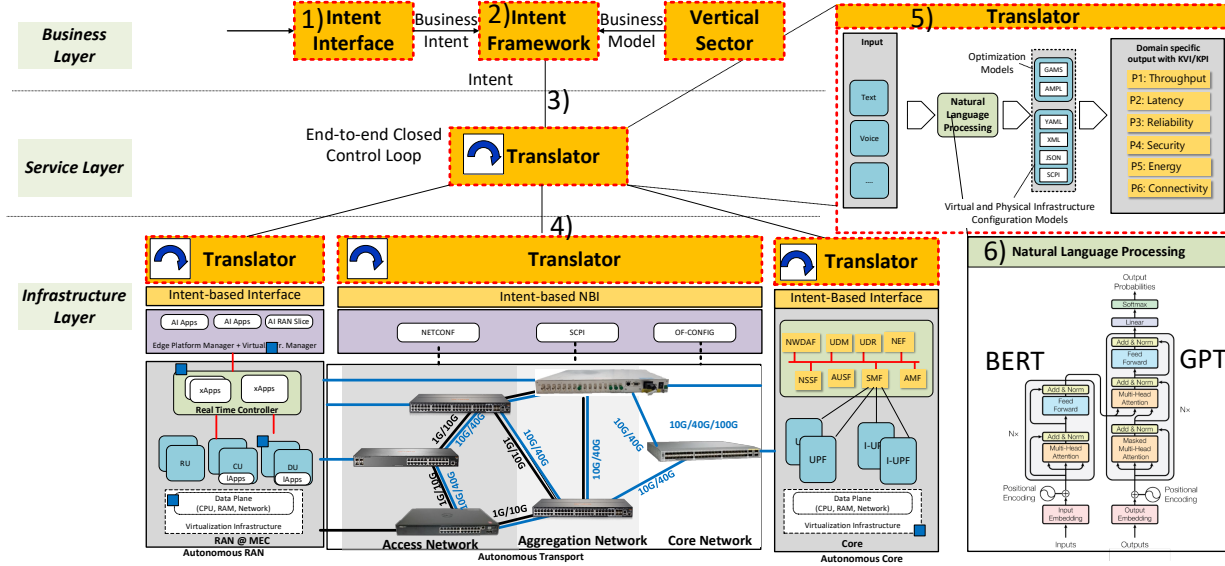 Business
Layer
1)
Intent
Interface
Business
Intent
2)
Intent
Framework
Business
Model
Vertical
Sector
Intent
3)
Service Layer
End-to-end Closed
Control Loop
Translator
4)
Infrastructure
Layer
Translator
Intent-based Interface
AI Apps
AI Apps
AI RAN Slice
Edge Platform Manager + Virtual
r. Manager
xApps
xApps
Real Time Controller
RU
CU
IApps
DU
IApps
Data Plane
(CPU, RAM, Network)
Virtualization Infrastructure
RAN @ MEC
Autonomous RAN
Translator
Intent-based NBI
NETCONF
SCPI
OF-CONFIG
1G/10G
10G/40G
1G/10G
10G/40G
10G/40G
10G/40G
10G/40G/100G
1G/10G
10G/40G
1G/10G
10G/40G
Access Network
Aggregation Network
Core Network
Autonomous Transport
Translator
Intent-Based Interface
NWDAF
UDM
UDR
NEF
NSSF
AUSF
SMF
AMF
U
UPF
I-UP
I-UPF
Data Plane
(CPU, RAM, Network)
Virtualization Infrastructure
Core
Autonomous Core
5)
Translator
Input
Text
Voice
....
Natural
Language
Processing
Optimization
Models
GAMS
AMPL
YAML
XML
JSON
SCPI
Virtual and Physical Infrastructure
Configuration Models
Domain specific
output with KVI/KPI
P1: Throughput
P2: Latency
P3: Reliability
P4: Security
P5: Energy
P6: Connectivity
6)
Natural Language Processing
Output
Probabilities
Softmax
Linear
Add & Norm
Feed
Forward
BERT
GPT
Add & Norm
Feed
Forward
Add & Norm
Multi-Head
Attention
Nx
Nx
Add & Norm
Multi-Head
Attention
Add & Norm
Masked
Multi-Head
Attention
Positional
Encoding
Positional
Encoding
Input
Embedding
Output
Embedding
Inputs
Outputs